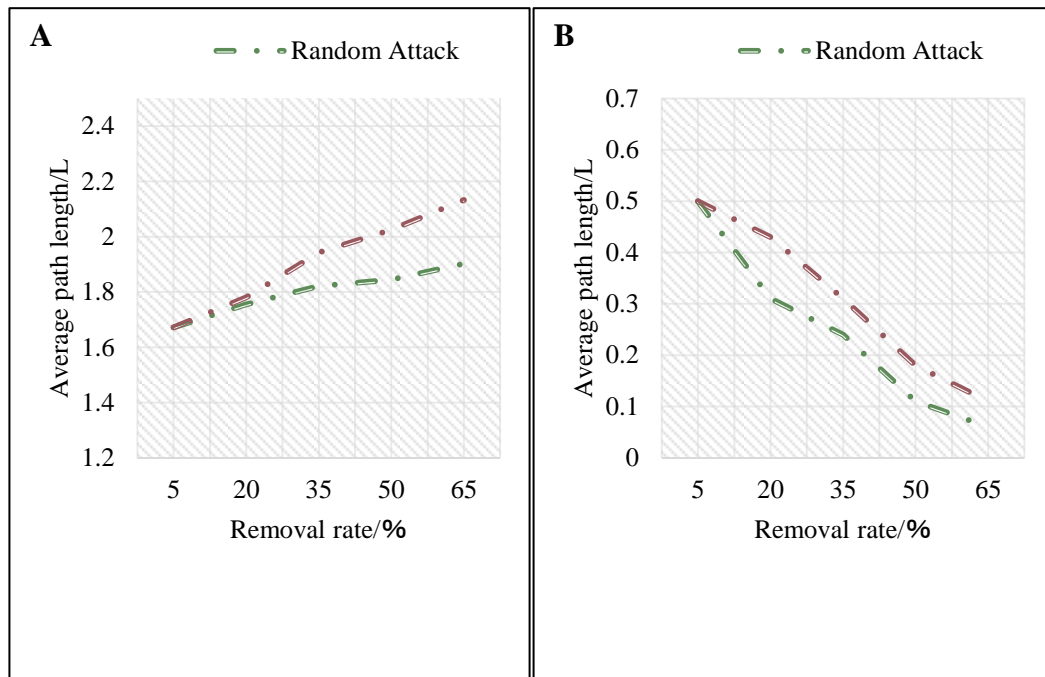 A
Random Attack
Average path length/L
2.4
2.2
2
1.8
1.6
1.4
1.2
5 20 35 50 65
Removal rate/%
B
Random Attack
Average path length/L
0.7
0.6
0.5
0.4
0.3
0.2
0.1
0
5 20 35 50 65
Removal rate/%